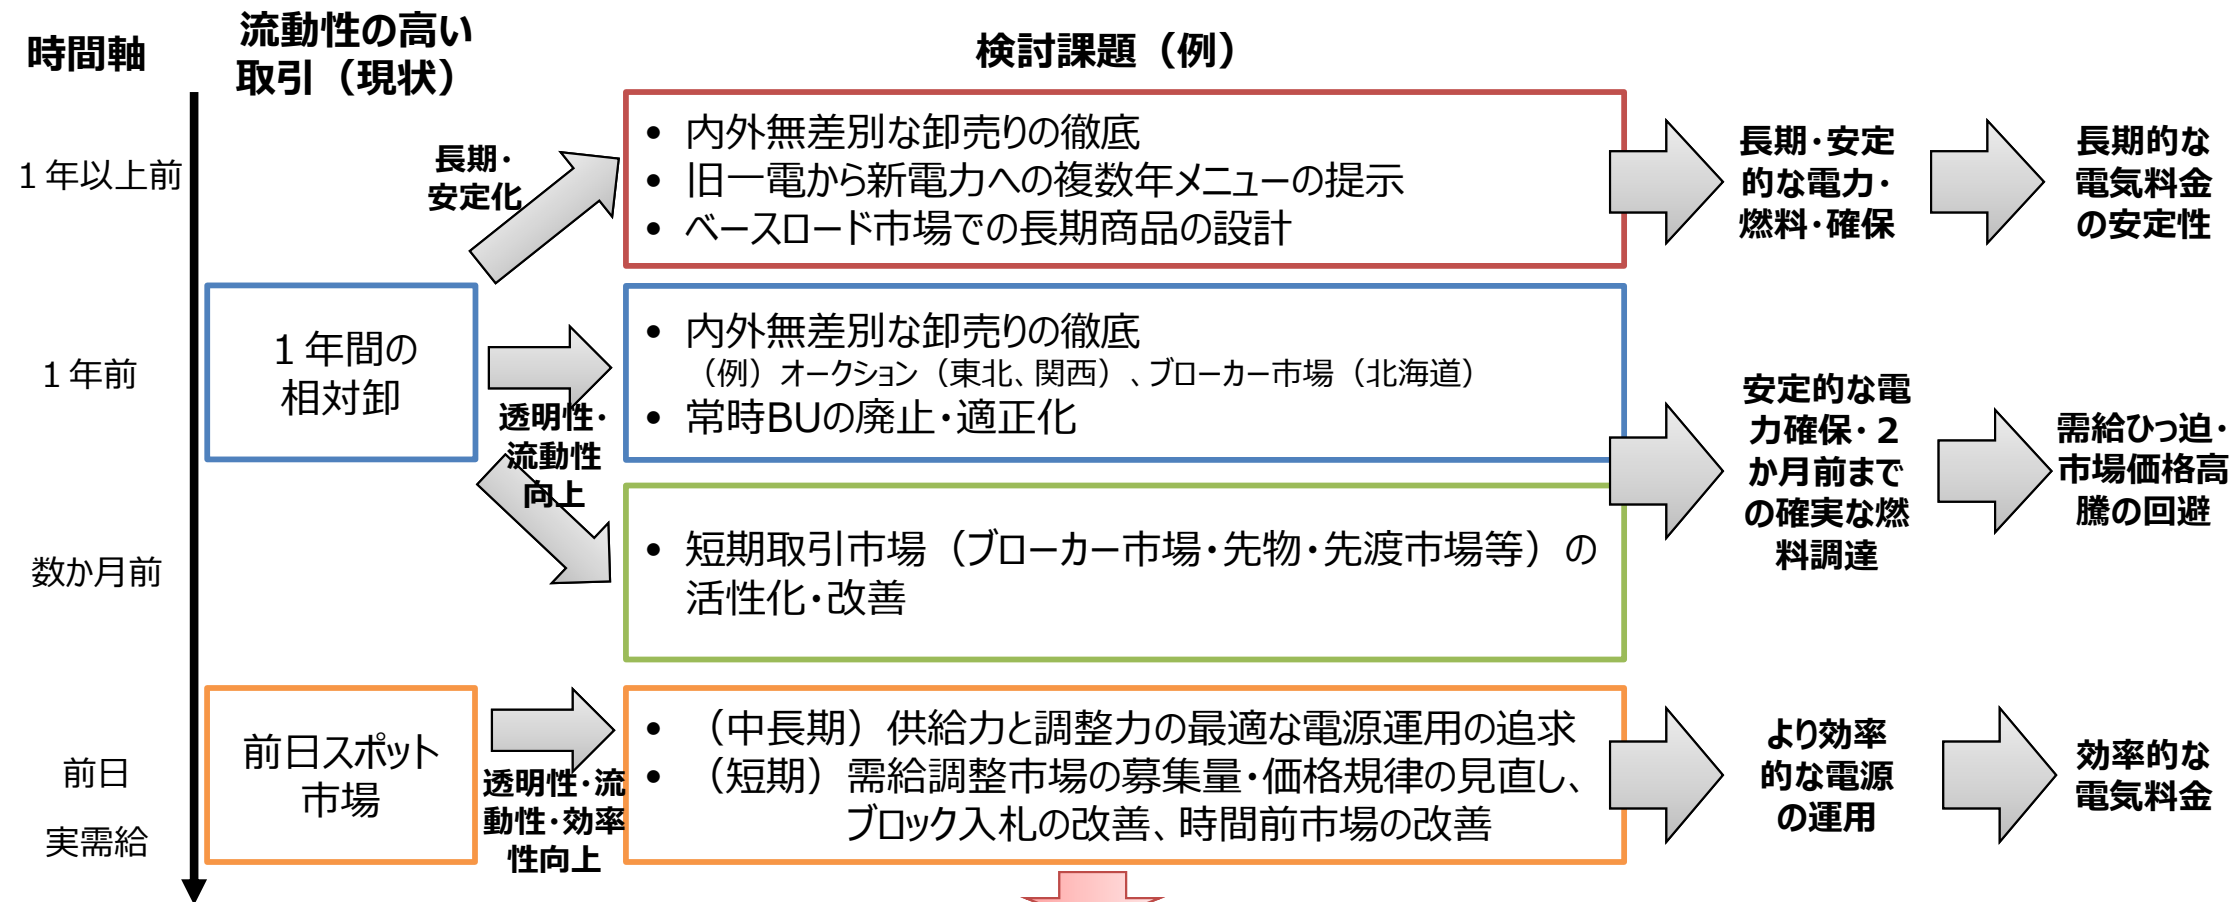 時間軸
流動性の高い
取引（現状）
検討課題（例）
１年以上前
長期・
安定化
• 内外無差別な卸売りの徹底
• 旧一電から新電力への複数年メニューの提示
• ベースロード市場での長期商品の設計
長期・安定
的な電力・
燃料・確保
長期的な
電気料金
の安定性
１年前
１年間の
相対卸
透明性・
流動性
向上
• 内外無差別な卸売りの徹底
（例）オークション（東北、関西）、ブローカー市場（北海道）
• 常時BUの廃止・適正化
数か月前
• 短期取引市場（ブローカー市場・先物・先渡市場等）の
活性化・改善
安定的な電
力確保・２
か月前まで
の確実な燃
料調達
需給ひっ迫・
市場価格高
騰の回避
前日
実需給
前日スポット
市場
透明性・流
動性・効率
性向上
• （中長期）供給力と調整力の最適な電源運用の追求
• （短期）需給調整市場の募集量・価格規律の見直し、
ブロック入札の改善、時間前市場の改善
より効率
的な電源
の運用
効率的な
電気料金